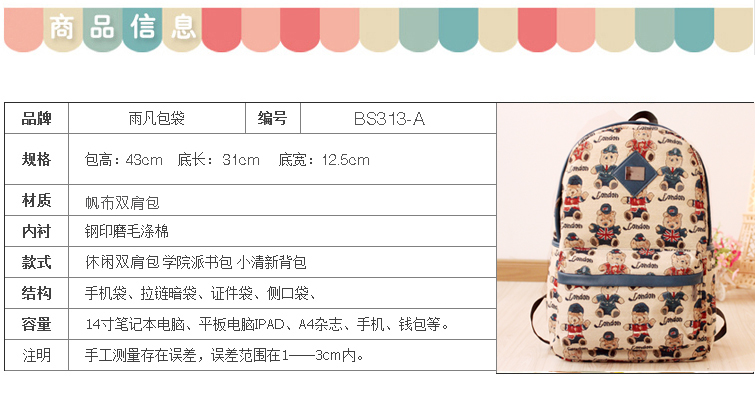 商品信息
品牌 雨凡包袋 编号 BS313-A
规格 包高：43cm 底长：31cm 底宽：12.5cm
材质 帆布双肩包
内衬 钢印磨毛涤棉
款式 休闲双肩包 学院派书包 小清新背包
结构 手机袋、拉链暗袋、证件袋、侧口袋、
容量 14寸笔记本电脑、平板电脑IPAD、A4杂志、手机、钱包等。
注明 手工测量存在误差，误差范围在1——3cm内。
London
London
London
London
London
London
London
London